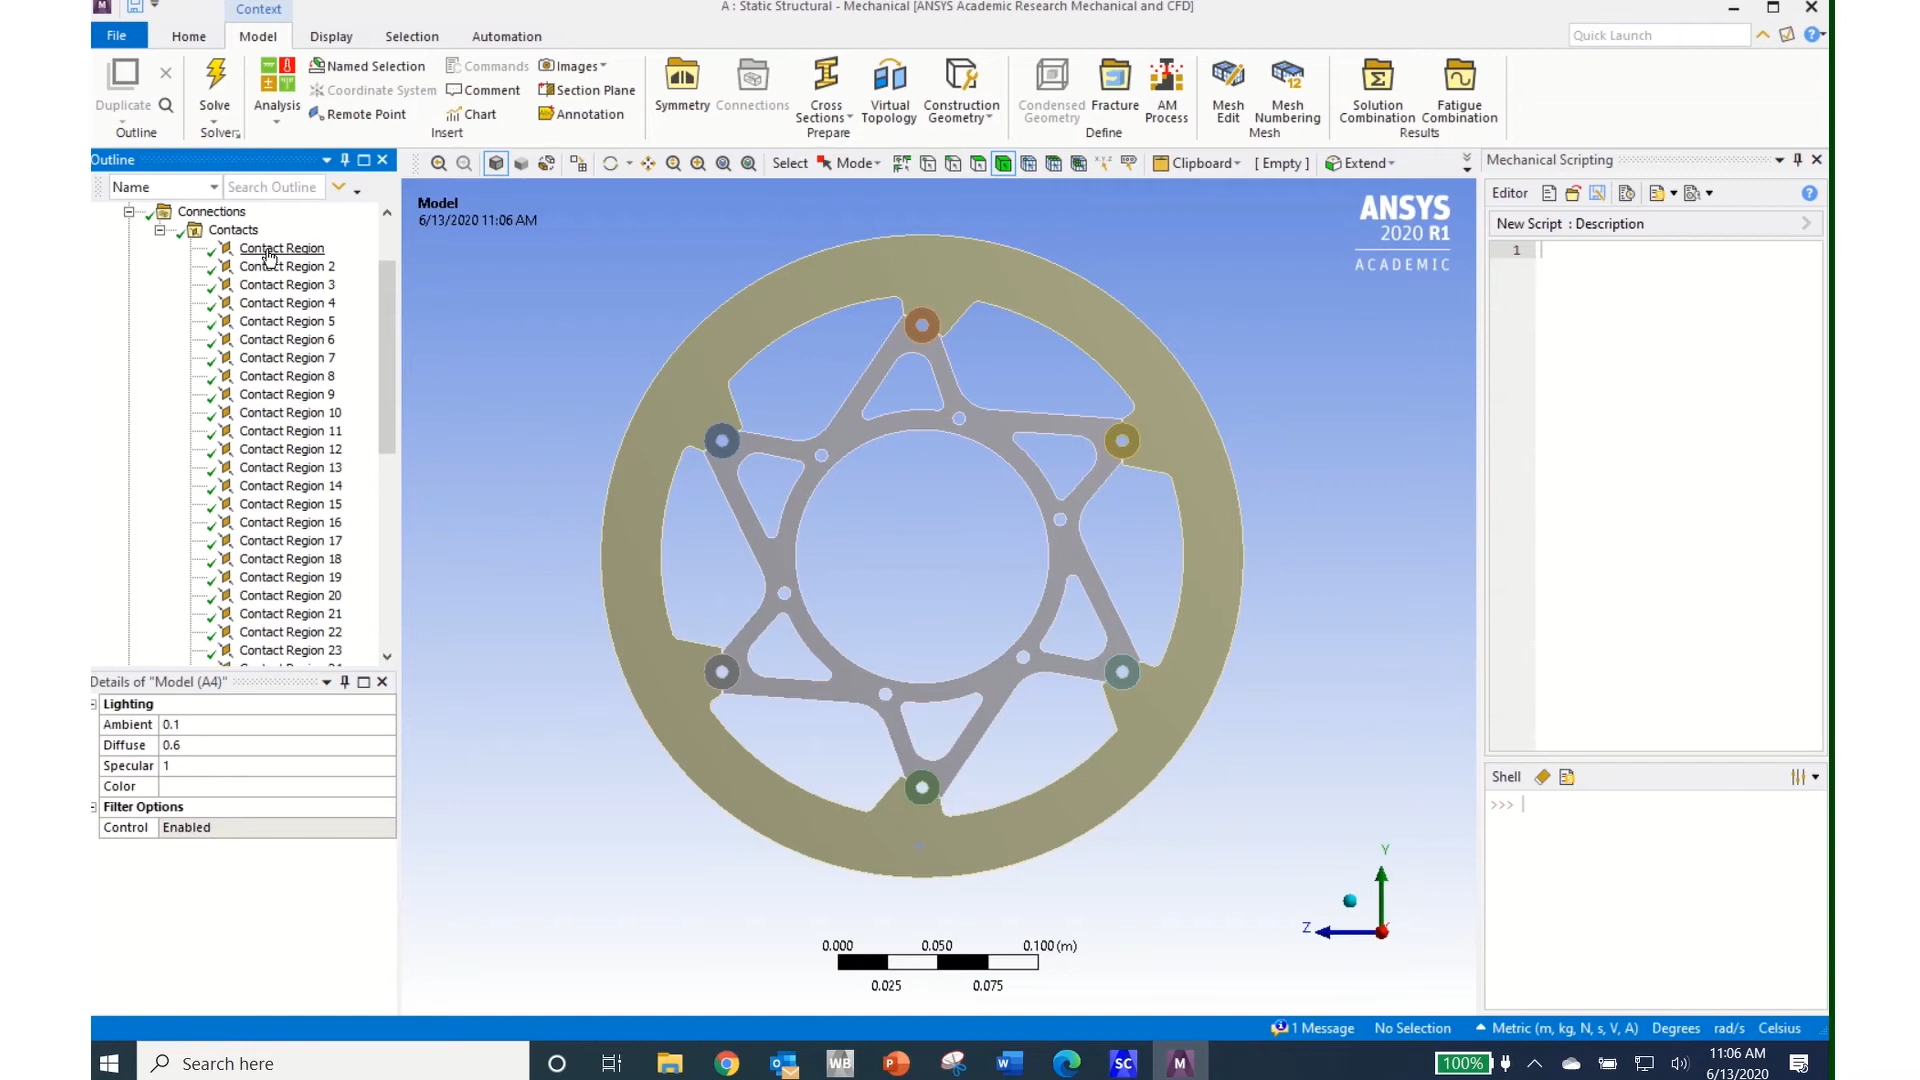 Context
A : Static Structural - Mechanical [ANSYS Academic Research Mechanical and CFD]
File
Home
Model
Display
Selection
Automation
Quick Launch
Duplicate
Outline
Solve
Solver
Analysis
Named Selection
Coordinate System
Remote Point
Commands
Comment
Chart
Images
Section Plane
Annotation
Insert
Symmetry
Connections
Cross Sections
Virtual Topology
Construction Geometry
Prepare
Condensed Geometry
Fracture
AM Process
Define
Mesh Edit
Mesh Numbering
Mesh
Solution Combination
Fatigue Combination
Results
Outline
Name
Search Outline
Connections
Contacts
Contact Region
Contact Region 2
Contact Region 3
Contact Region 4
Contact Region 5
Contact Region 6
Contact Region 7
Contact Region 8
Contact Region 9
Contact Region 10
Contact Region 11
Contact Region 12
Contact Region 13
Contact Region 14
Contact Region 15
Contact Region 16
Contact Region 17
Contact Region 18
Contact Region 19
Contact Region 20
Contact Region 21
Contact Region 22
Contact Region 23
Details of "Model (A4)"
Lighting
Ambient 0.1
Diffuse 0.6
Specular 1
Color
Filter Options
Control Enabled
Select
Mode
Clipboard
[ Empty ]
Extend
Model
6/13/2020 11:06 AM
ANSYS
2020 R1
ACADEMIC
Y
Z
0.000 0.050 0.100 (m)
0.025 0.075
Mechanical Scripting
Editor
New Script : Description
1
Shell
>>>
1 Message
No Selection
Metric (m, kg, N, s, V, A)
Degrees
rad/s
Celsius
Search here
WB
SC
M
100%
11:06 AM
6/13/2020